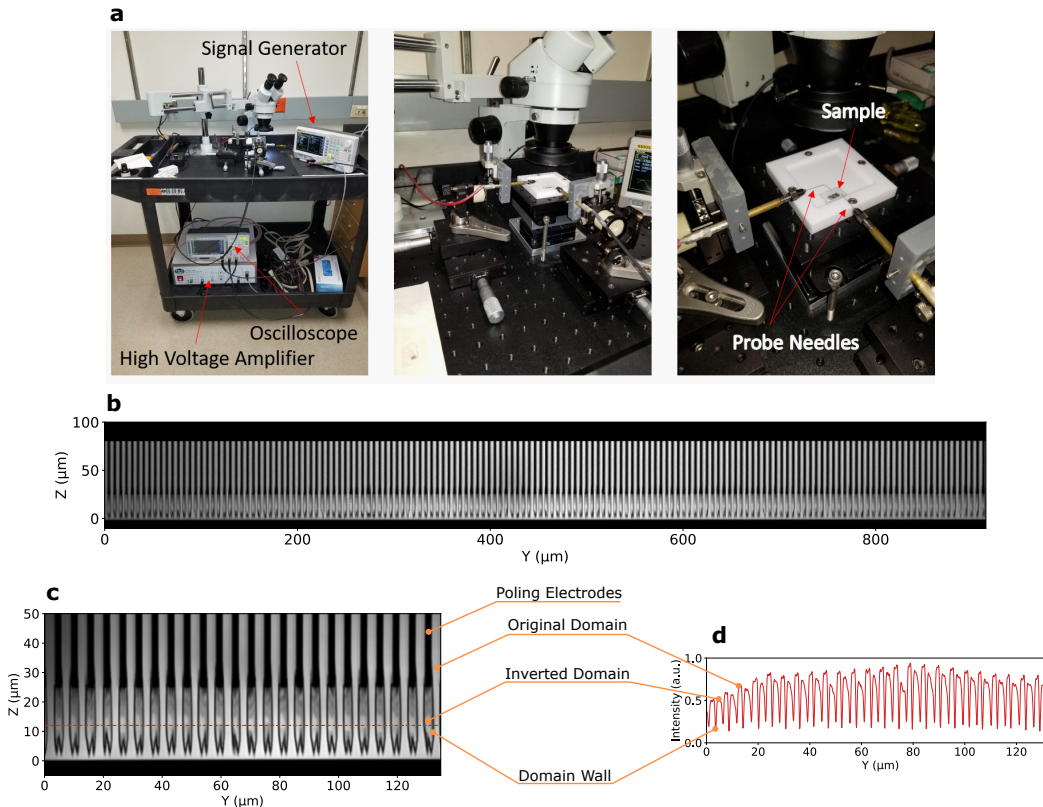 a
Signal Generator
Oscilloscope
High Voltage Amplifier
Sample
Probe Needles
b
100
50
0
Z (μm)
0
200
400
600
800
Y (μm)
c
50
40
30
20
10
0
Z (μm)
0
20
40
60
80
100
120
Y (μm)
Poling Electrodes
Original Domain
Inverted Domain
Domain Wall
d
1.0
0.5
0.0
Intensity (a.u.)
0
20
40
60
80
100
120
Y (μm)